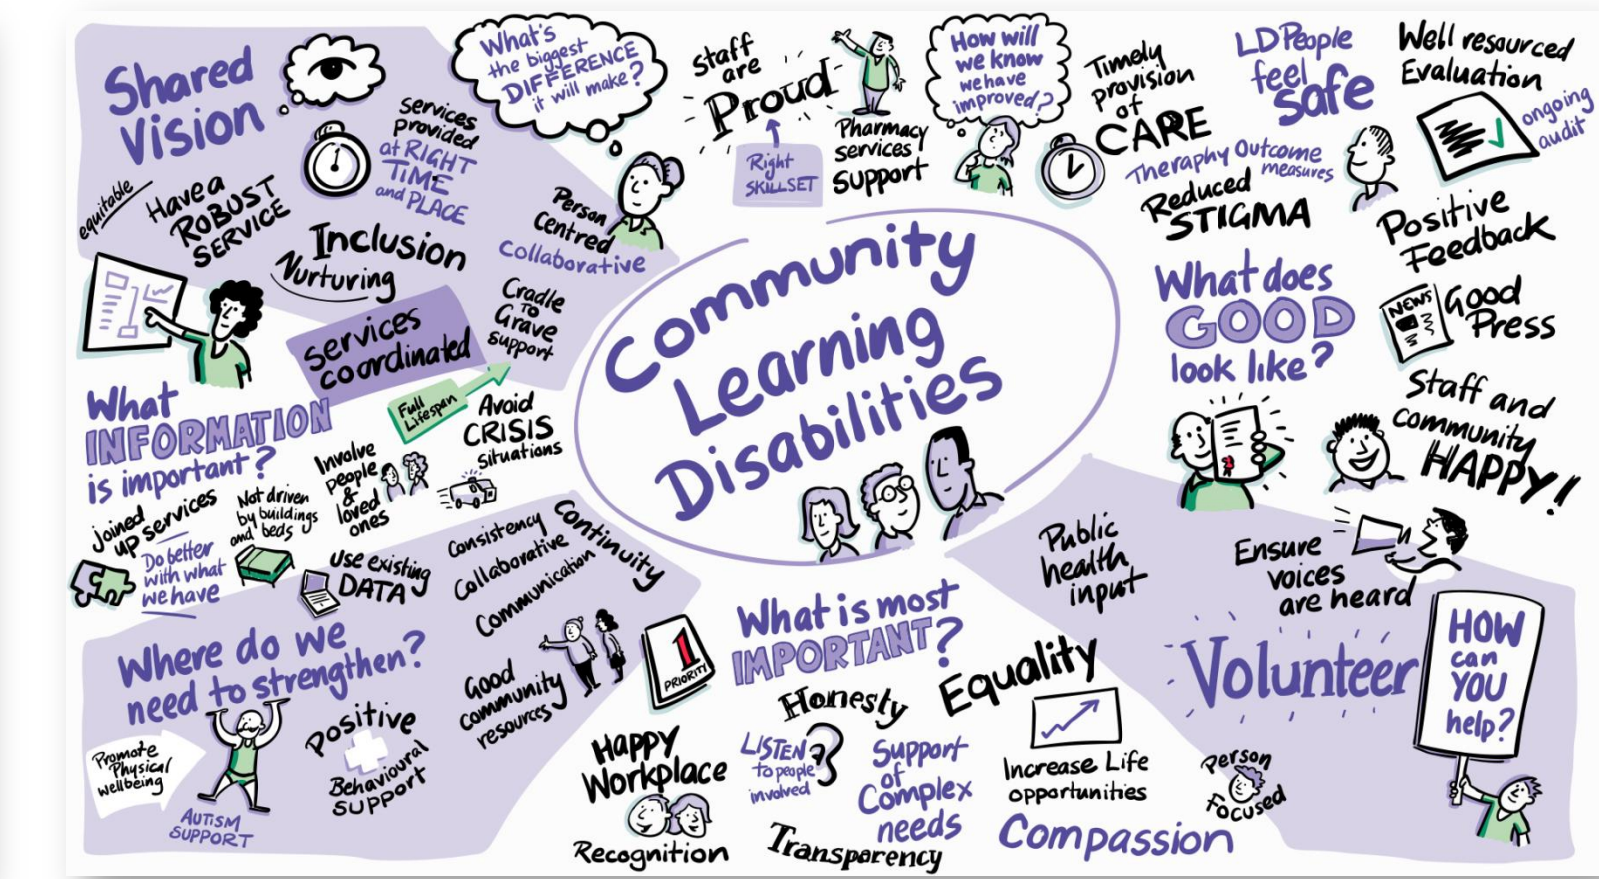 Shared
Vision
What's
the biggest
DIFFERENCE
it will make?
Services
provided
at RIGHT
TIME
and PLACE
equitable
Have a
ROBUST
SERVICE
Inclusion
Nurturing
Person
Centred
Collaborative
Cradle
TO
Grave
support
Services
coordinated
Full
Lifespan
Staff
are
Proud
Right
SKILLSET
Pharmacy
services
Support
How will
we know
we have
improved?
Timely
provision
of
CARE
Theraphy Outcome
measures
Reduced
STIGMA
LD People
feel
safe
Well resourced
Evaluation
ongoing
audit
Positive
Feedback
What does
GOOD
look like?
NEWS
Good
Press
Staff and
community
HAPPY!
Community
Learning
Disabilities
What
INFORMATION
is important?
Joined
up services
Do better
with what
we have
Not driven
by buildings
and beds
Involve
people
&
loved
ones
Avoid
CRISIS
Situations
Use existing
DATA
Where do we
need to strengthen?
Consistency
Collaborative
Communication
Continuity
Promote
Physical
wellbeing
AUTISM
SUPPORT
Positive
Behavioural
Support
Good
community
resources
1
PRIORITY
What is most
IMPORTANT?
Honesty
Equality
Happy
Workplace
Recognition
LISTEN
to people
involved
?
Support
of
Complex
needs
Transparency
Increase Life
opportunities
Compassion
Person
Focused
Public
health
input
Ensure
voices
are heard
Volunteer
HOW
can
YOU
help?